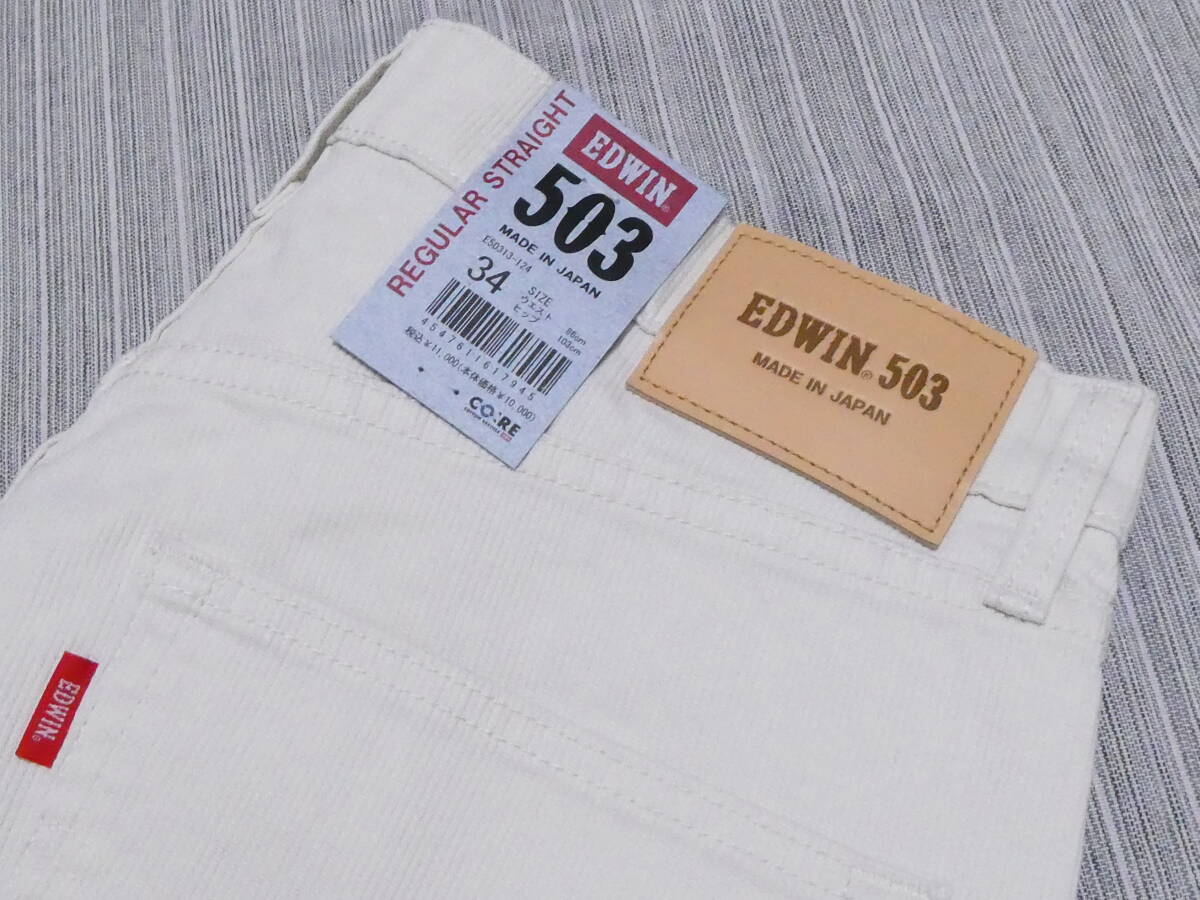 REGULAR STRAIGHT
EDWIN®
503
MADE IN JAPAN
E50313-124
34
SIZE
ウエスト 86cm
ヒップ 103cm
4547611617945
税込¥11,000(本体価格¥10,000)
CO:RE
EDWIN® 503
MADE IN JAPAN
EDWIN®